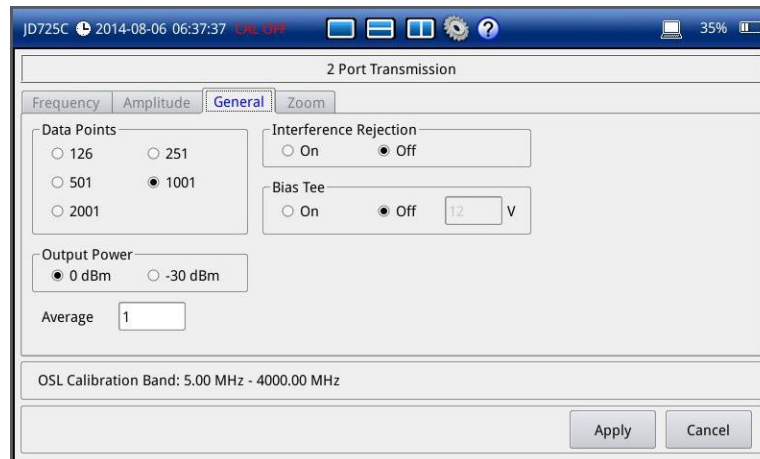 JD725C 2014-08-06 06:37:37 CAL OFF ? 35%
2 Port Transmission
Frequency Amplitude General Zoom
Data Points
126 251
501 1001
2001
Interference Rejection
On Off
Bias Tee
On Off 12 V
Output Power
0 dBm -30 dBm
Average 1
OSL Calibration Band: 5.00 MHz - 4000.00 MHz
Apply Cancel